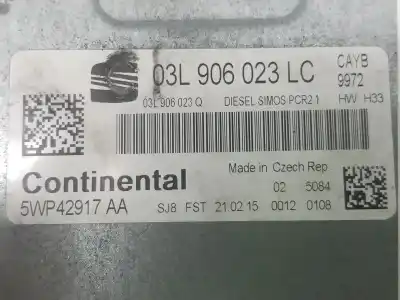 03L 906 023 LC CAYB
9972
03L 906 023 Q DIESEL SIMOS PCR2.1 HW H33
Continental Made in Czech Rep
02 5084
5WP42917 AA SJ8 FST 21.02.15 0012 0108